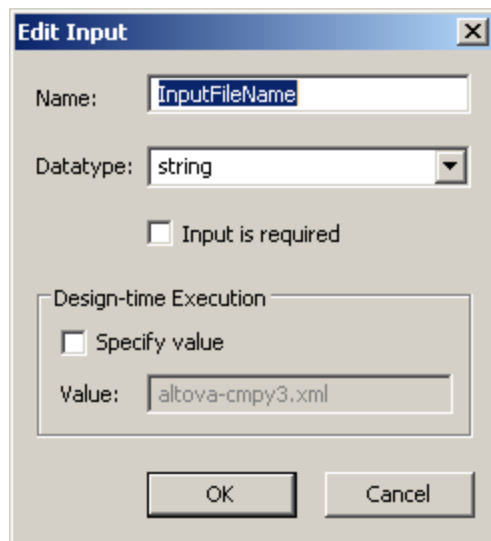 Edit Input
Name: InputFileName
Datatype: string
Input is required
Design-time Execution
Specify value
Value: altova-cmpy3.xml
OK Cancel